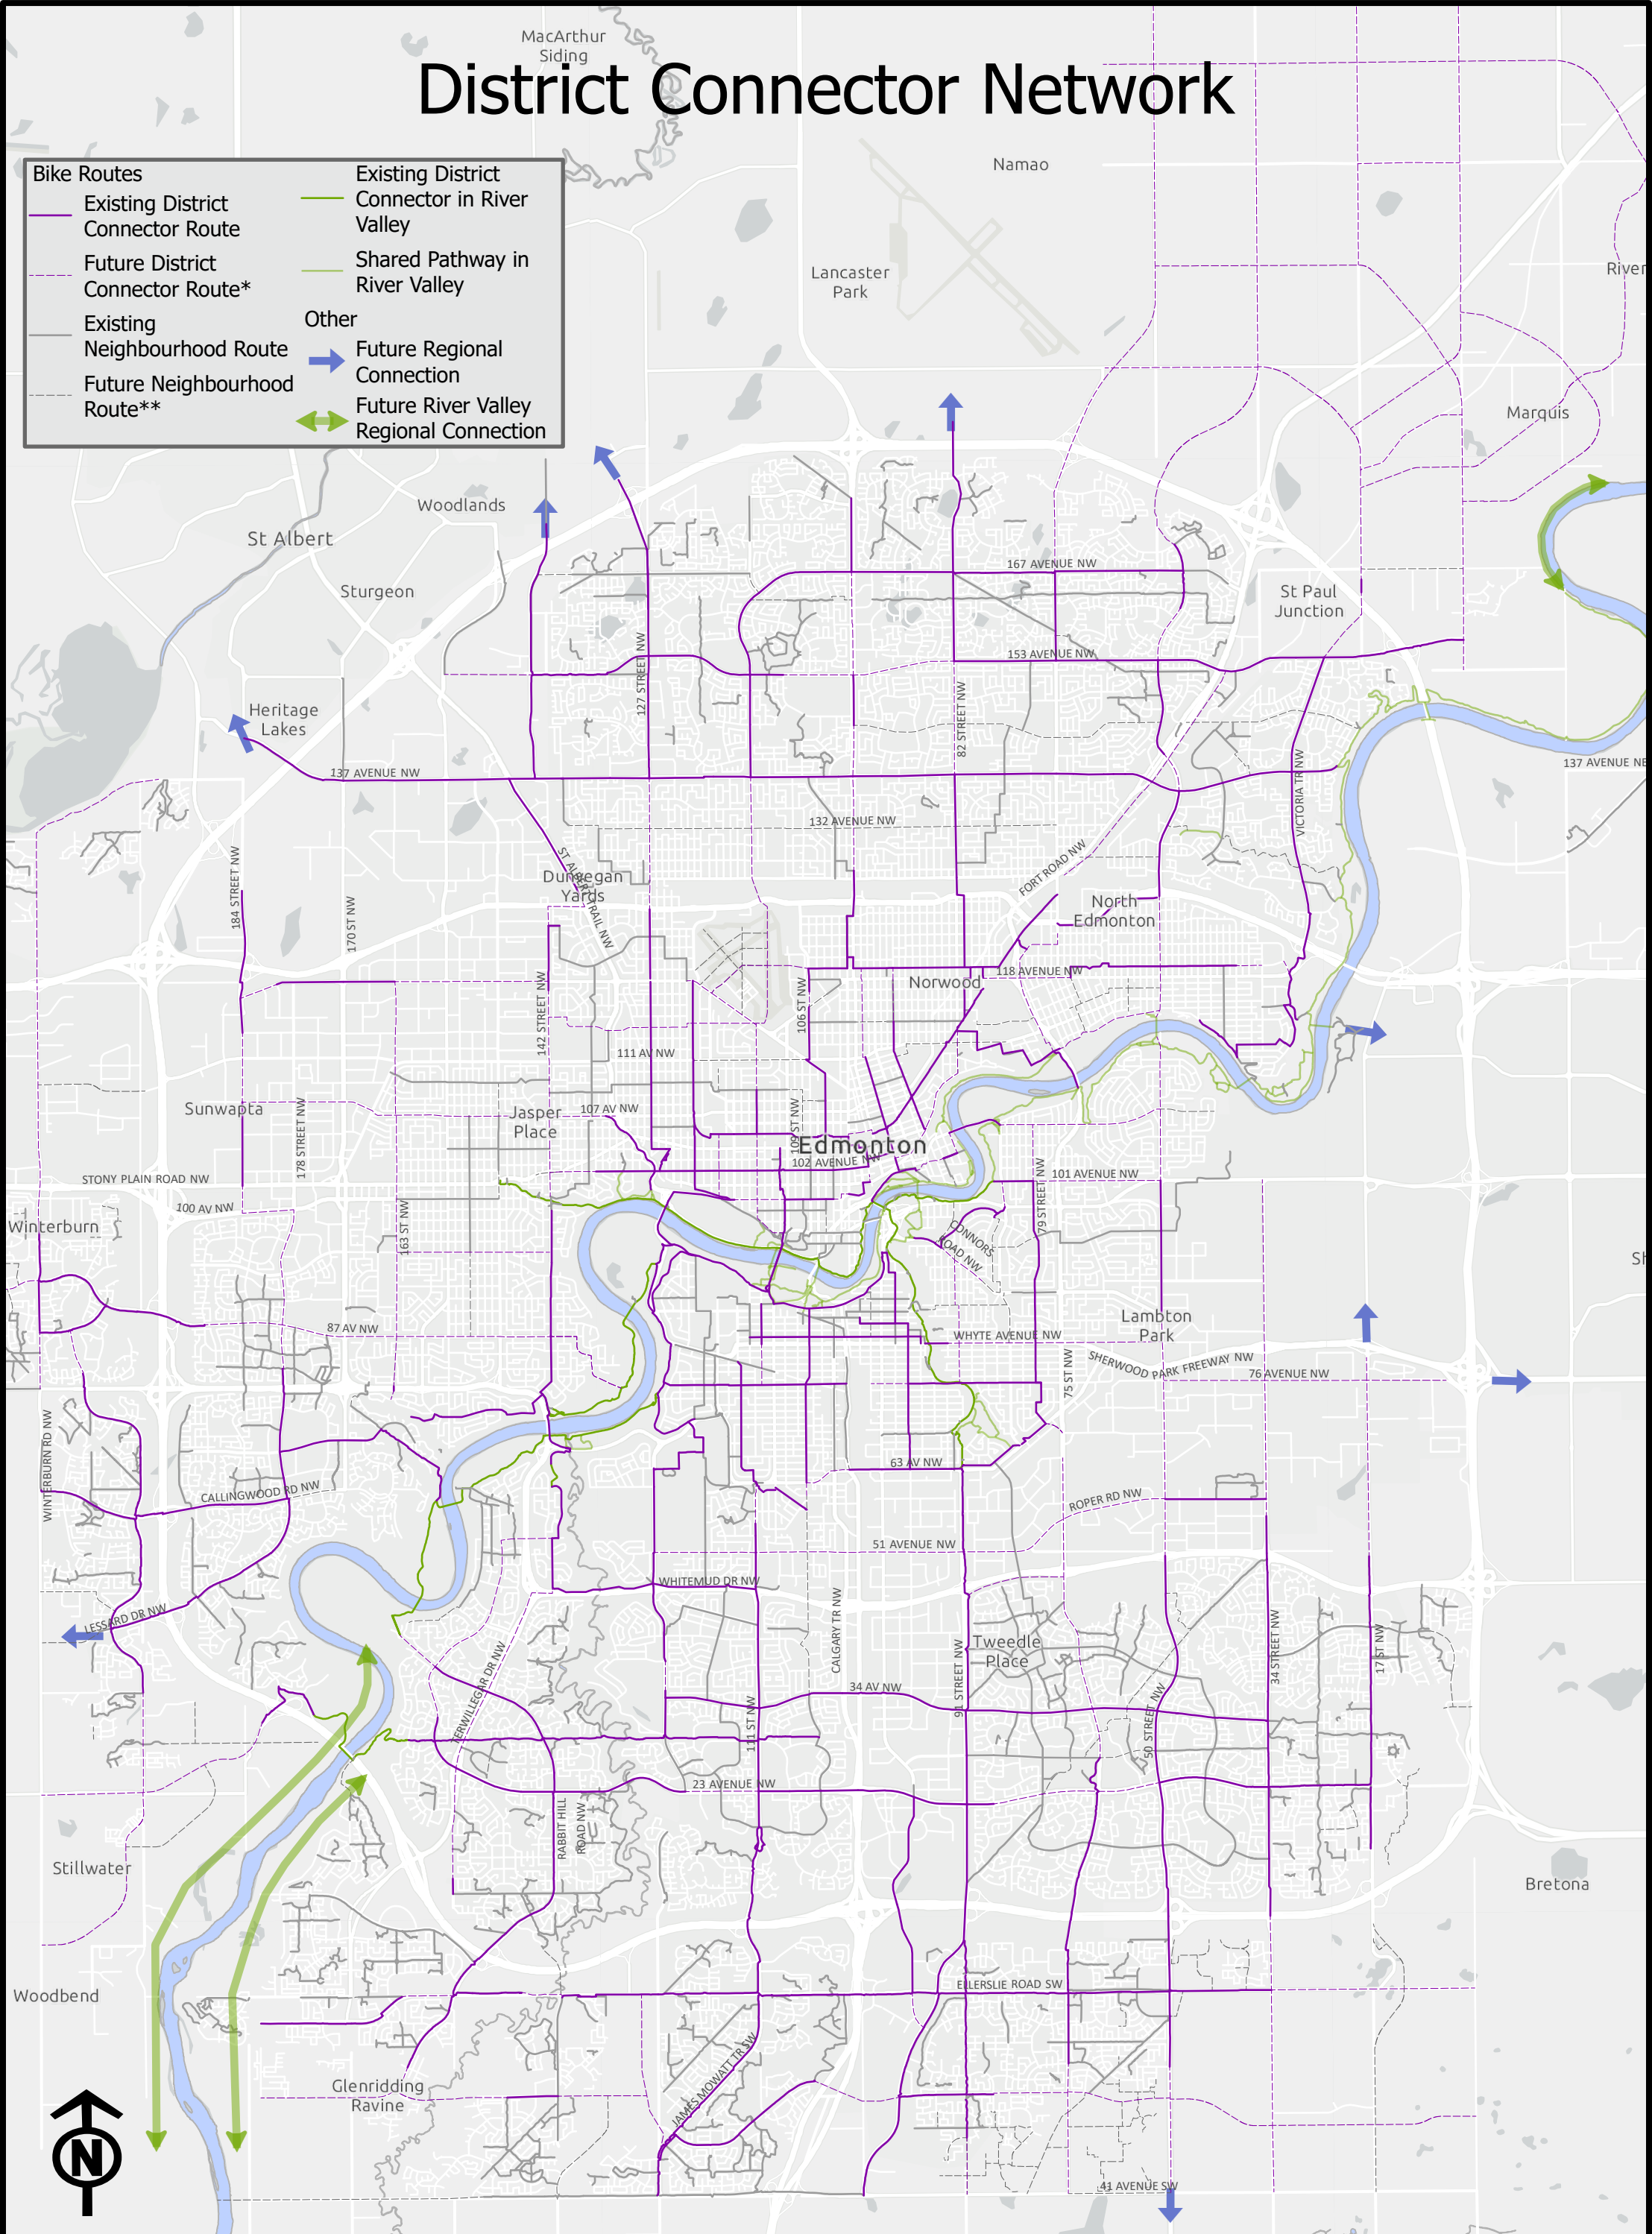 MacArthur
Siding
District Connector Network
Namao
Bike Routes
Existing District
Connector Route
Future District
Connector Route*
Existing
Neighbourhood Route
Future Neighbourhood
Route**
Existing District
Connector in River
Valley
Shared Pathway in
River Valley
Other
Future Regional
Connection
Future River Valley
Regional Connection
Lancaster
Park
River
Marquis
Woodlands
St Albert
Sturgeon
167 AVENUE NW
St Paul
Junction
127 STREET NW
153 AVENUE NW
82 STREET NW
Heritage
Lakes
137 AVENUE NW
137 AVENUE NE
VICTORIA TR NW
132 AVENUE NW
ST ALBERT TRAIL NW
FORT ROAD NW
Dunvegan
Yards
184 STREET NW
170 ST NW
North
Edmonton
118 AVENUE NW
Norwood
142 STREET NW
106 ST NW
111 AV NW
Sunwapta
178 STREET NW
Jasper
Place
107 AV NW
109 ST NW
Edmonton
102 AVENUE NW
101 AVENUE NW
79 STREET NW
STONY PLAIN ROAD NW
100 AV NW
Winterburn
163 ST NW
CONNORS
ROAD NW
Sh
87 AV NW
WHYTE AVENUE NW
Lambton
Park
SHERWOOD PARK FREEWAY NW
76 AVENUE NW
75 ST NW
WINTERBURN RD NW
63 AV NW
CALLINGWOOD RD NW
ROPER RD NW
51 AVENUE NW
WHITEMUD DR NW
CALGARY TR NW
LESSARD DR NW
TERWILLEGAR DR NW
Tweedle
Place
91 STREET NW
34 STREET NW
17 ST NW
34 AV NW
111 ST NW
50 STREET NW
23 AVENUE NW
RABBIT HILL
ROAD NW
Stillwater
Bretona
Woodbend
ELLERSLIE ROAD SW
JAMES MOWATT TR SW
Glenridding
Ravine
N
41 AVENUE SW